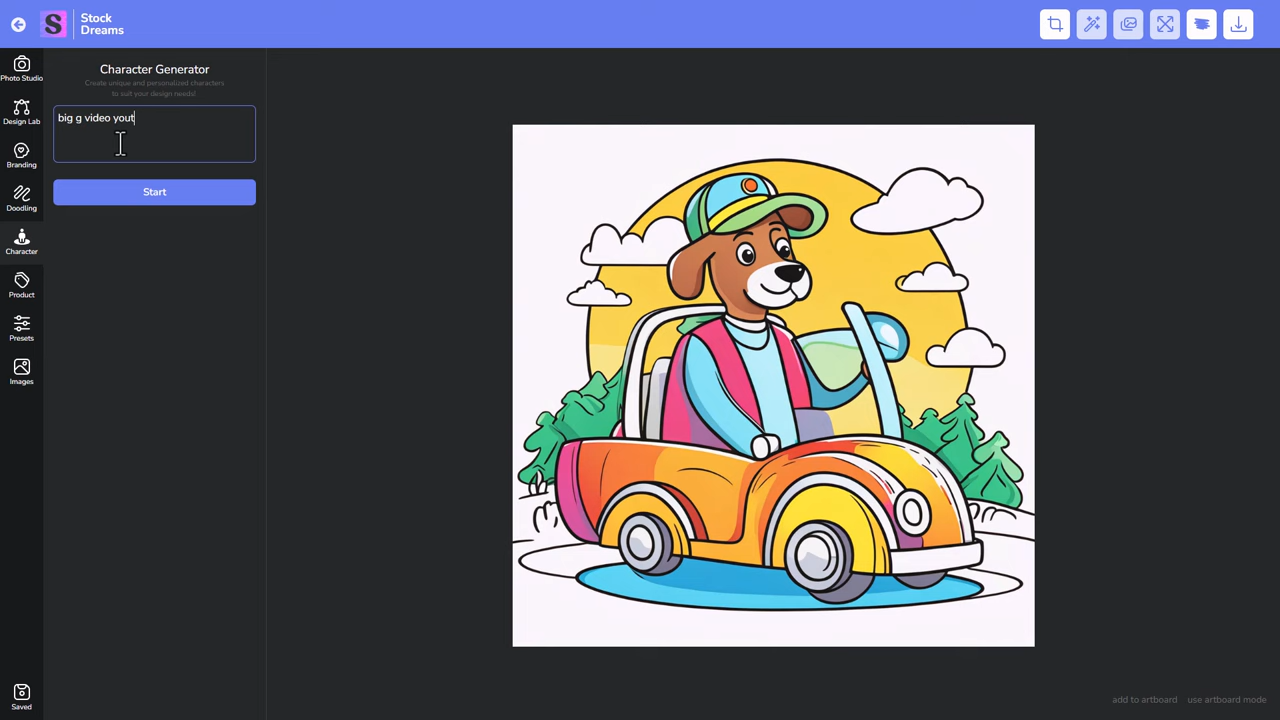 S
Stock
Dreams
Photo Studio
Design Lab
Branding
Doodling
Character
Product
Presets
Images
Saved
Character Generator
Create unique and personalized characters
to suit your design needs!
big g video yout
Start
add to artboard use artboard mode